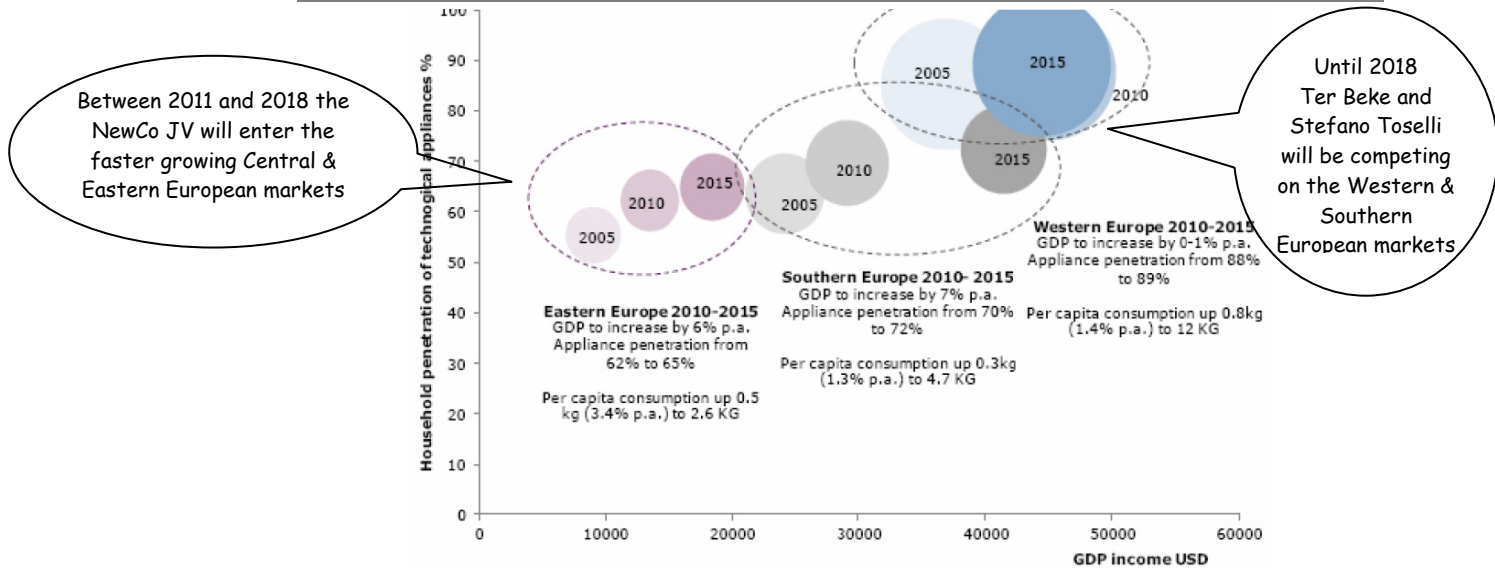 Between 2011 and 2018 the
NewCo JV will enter the
faster growing Central &
Eastern European markets
Until 2018
Ter Beke and
Stefano Toselli
will be competing
on the Western &
Southern
European markets
Household penetration of technogical appliances %
100
90
80
70
60
50
40
30
20
10
0
2005
2010
2015
2005
2010
2015
2005
2015
2010
Eastern Europe 2010-2015
GDP to increase by 6% p.a.
Appliance penetration from
62% to 65%
Per capita consumption up 0.5
kg (3.4% p.a.) to 2.6 KG
Southern Europe 2010- 2015
GDP to increase by 7% p.a.
Appliance penetration from 70%
to 72%
Per capita consumption up 0.3kg
(1.3% p.a.) to 4.7 KG
Western Europe 2010-2015
GDP to increase by 0-1% p.a.
Appliance penetration from 88%
to 89%
Per capita consumption up 0.8kg
(1.4% p.a.) to 12 KG
0
10000
20000
30000
40000
50000
60000
GDP income USD